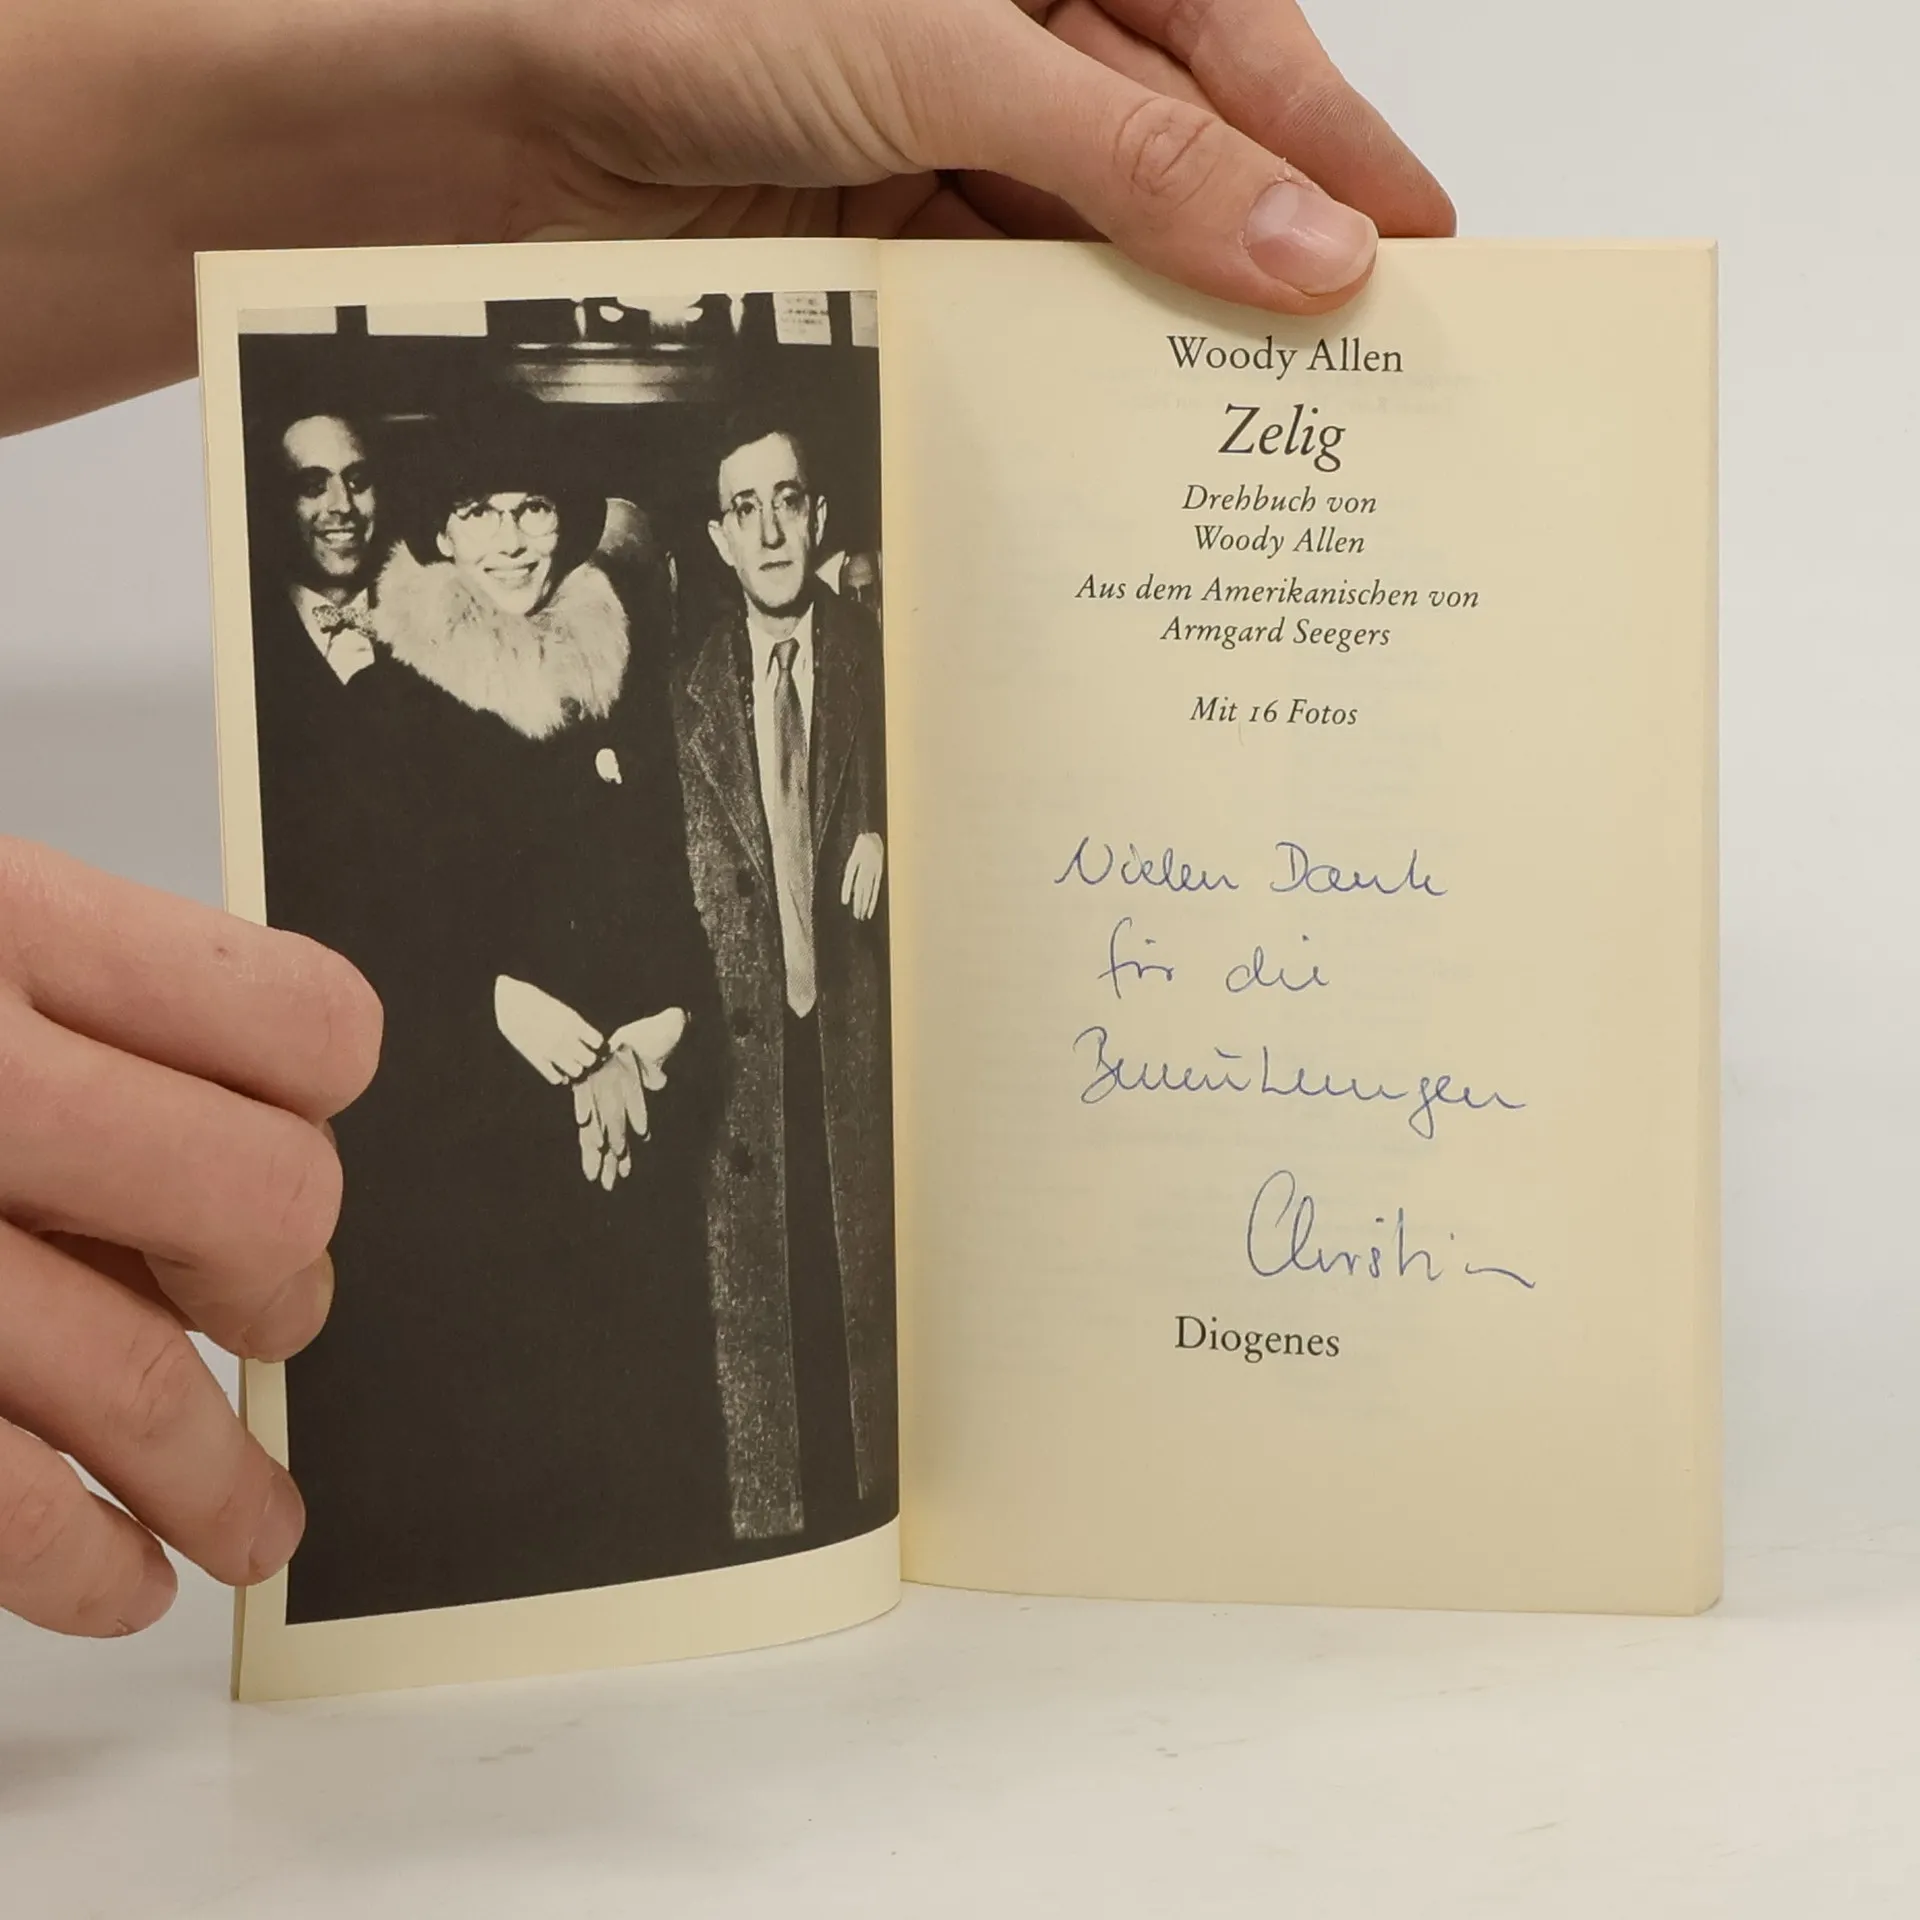 Woody Allen
Zelig
Drehbuch von
Woody Allen
Aus dem Amerikanischen von
Armgard Seegers
Mit 16 Fotos
Vielen Dank
für die
Bemühungen
Christian
Diogenes